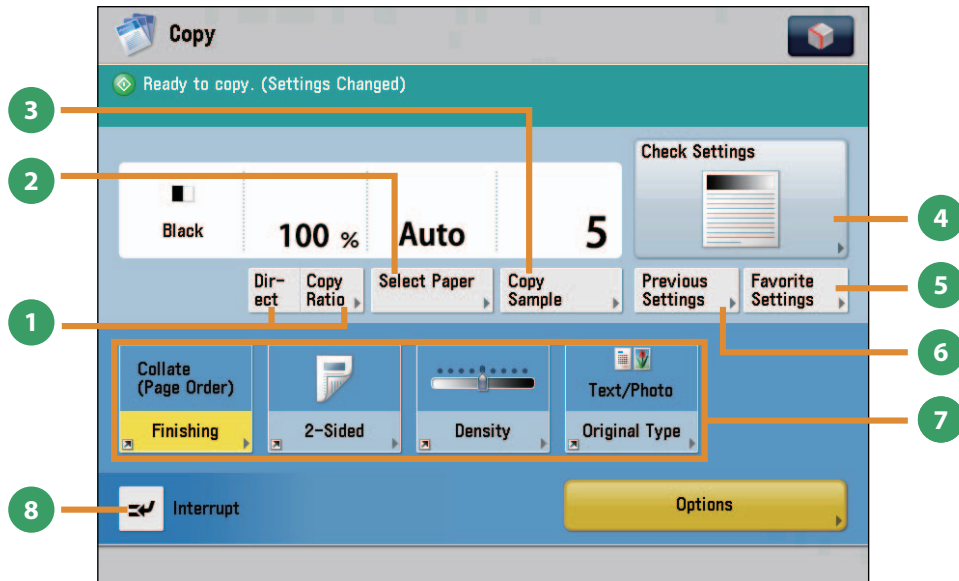 Copy
Ready to copy. (Settings Changed)
3
Check Settings
2
Black
100 %
Auto
5
4
Dir-
ect
Copy
Ratio
Select Paper
Copy
Sample
Previous
Settings
Favorite
Settings
5
1
6
Collate
(Page Order)
Text/Photo
Finishing
2-Sided
Density
Original Type
7
8
Interrupt
Options